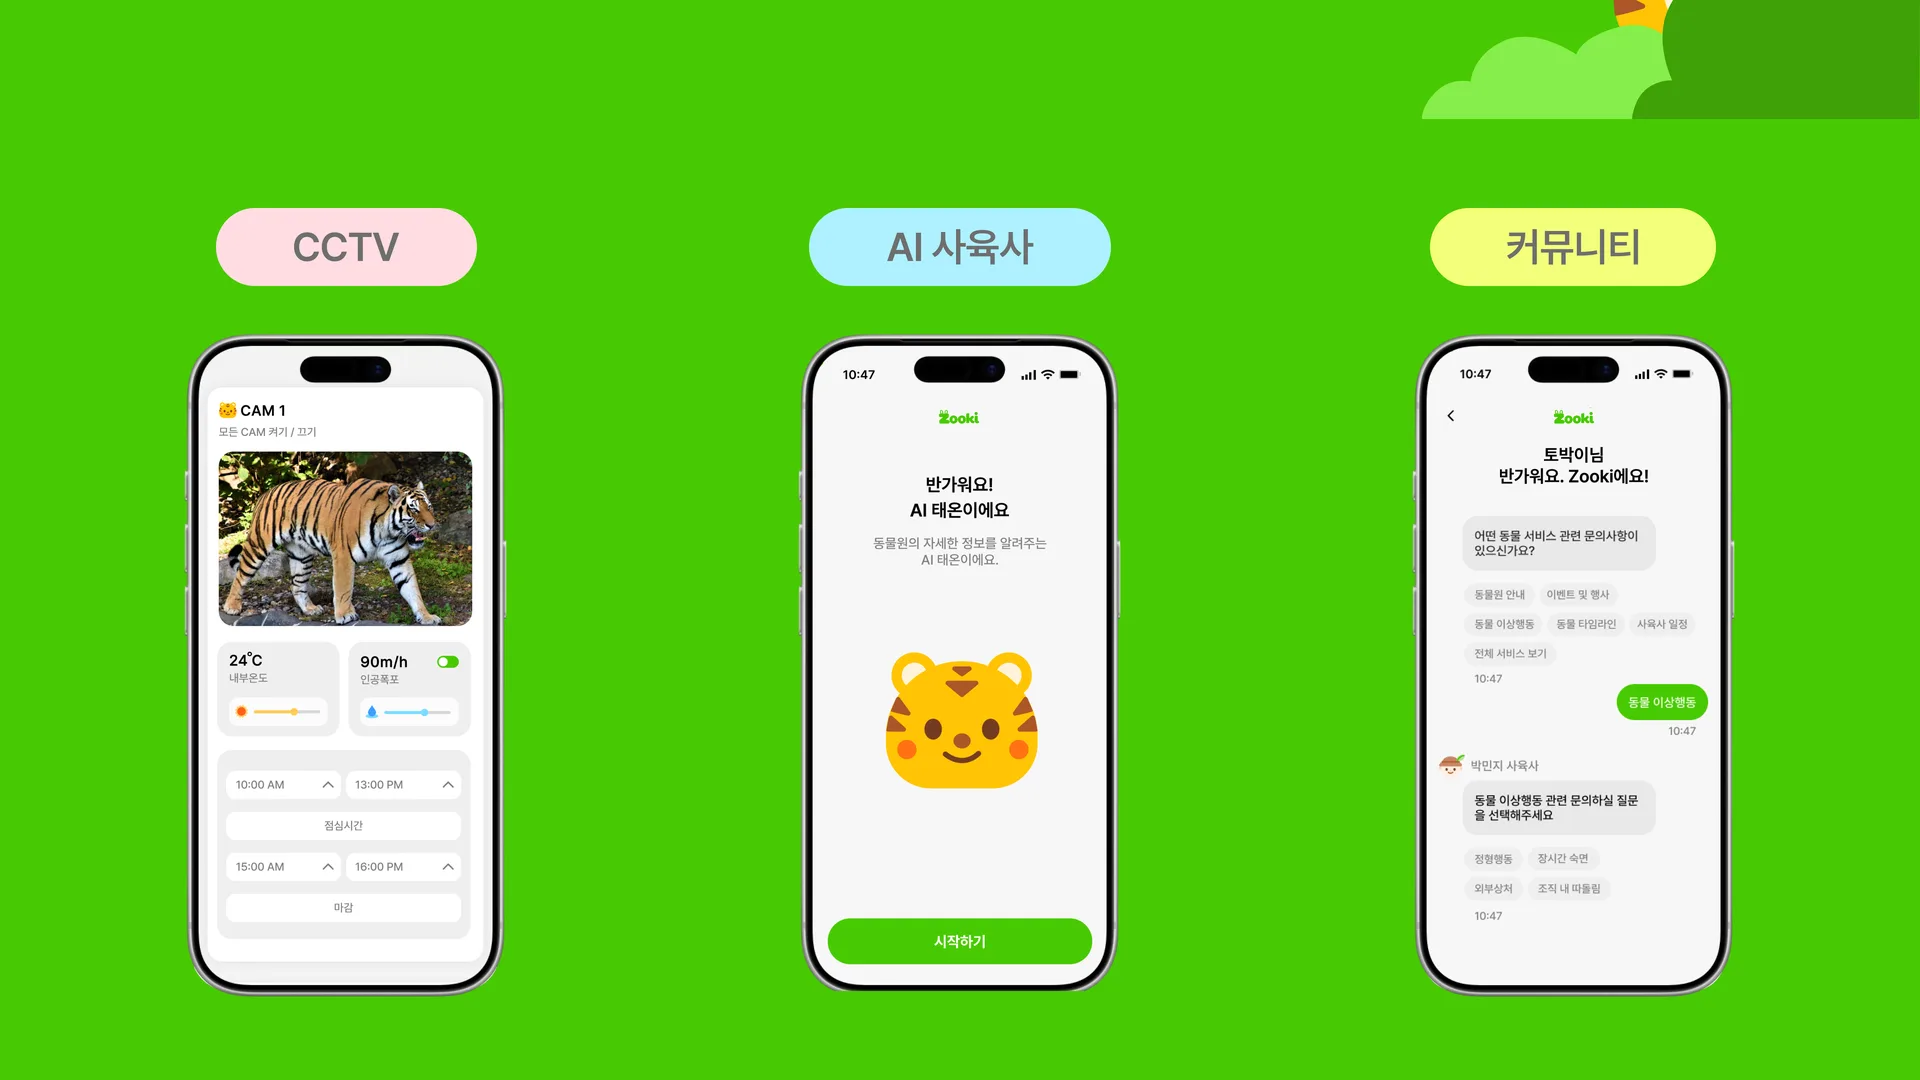 CCTV
CAM 1
모든 CAM 켜기 / 끄기
24°C
내부온도
90m/h
인공폭포
10:00 AM
13:00 PM
점심시간
15:00 AM
16:00 PM
마감
AI 사육사
10:47
Zooki
반가워요!
AI 태온이에요
동물원의 자세한 정보를 알려주는
AI 태온이에요.
시작하기
커뮤니티
10:47
Zooki
토박이님
반가워요. Zooki에요!
어떤 동물 서비스 관련 문의사항이
있으신가요?
동물원 안내
이벤트 및 행사
동물 이상행동
동물 타임라인
사육사 일정
전체 서비스 보기
10:47
동물 이상행동
10:47
박민지 사육사
동물 이상행동 관련 문의하실 질문
을 선택해주세요
정형행동
장시간 숙면
외부상처
조직 내 따돌림
10:47